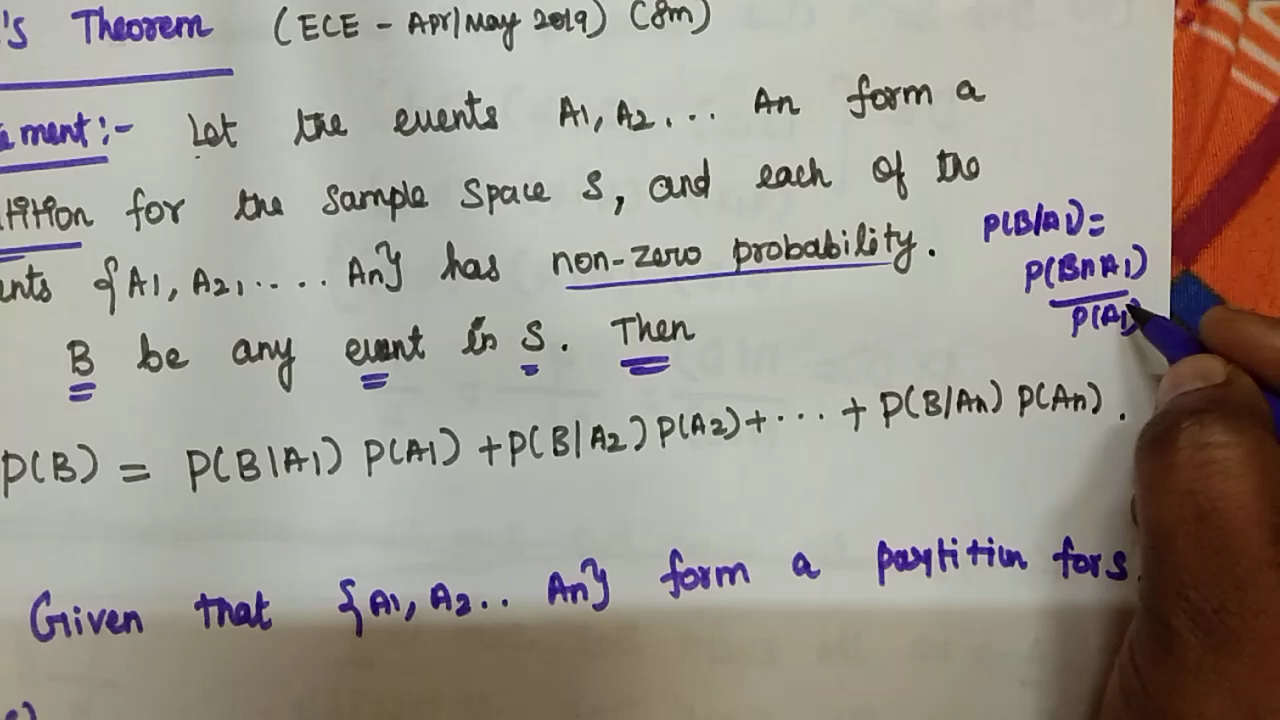 's Theorem (ECE - Apr/May 2019) (8m)
ement:- Let the events A1, A2... An form a
tition for the sample space S, and each of the
ents {A1, A2, ..... An} has non-zero probability.
P(B/A1)=
P(B∩A1)
P(A1)
B be any event in S. Then
P(B) = P(B/A1) P(A1) + P(B/A2) P(A2) + ... + P(B/An) P(An).
Given that {A1, A2.. An} form a partition for S.